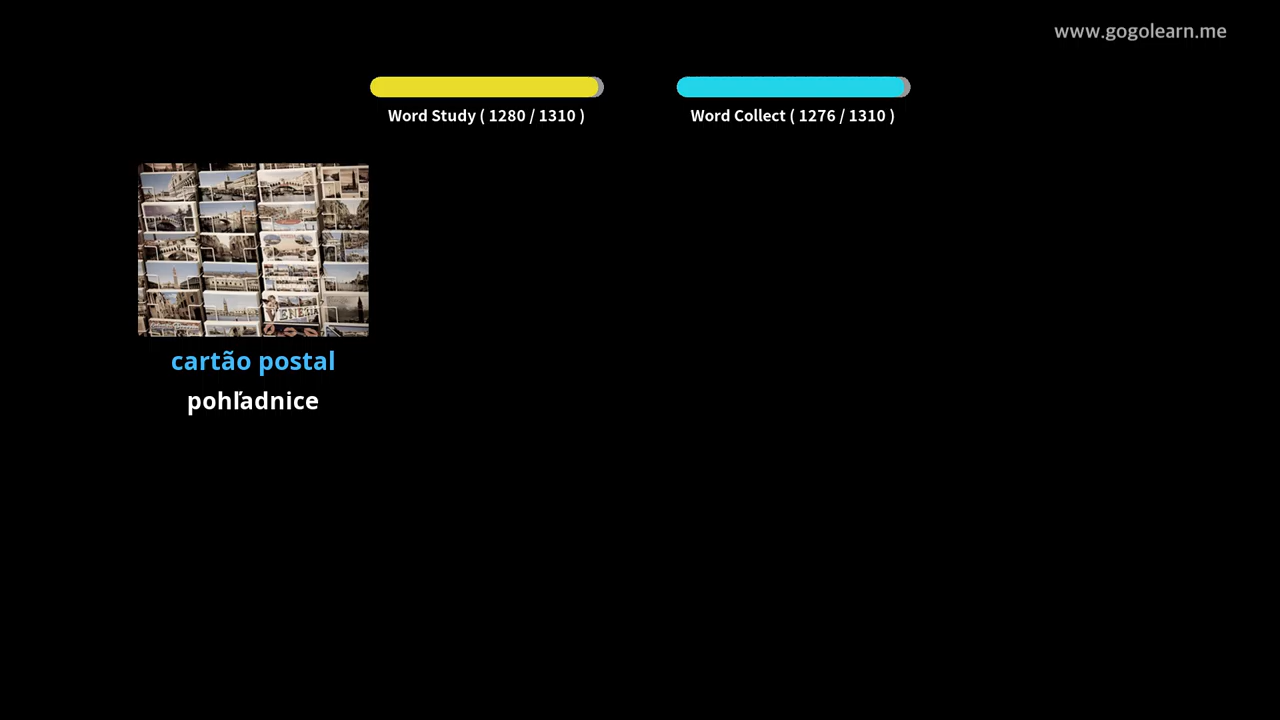 www.gogolearn.me
Word Study ( 1280 / 1310 )
Word Collect ( 1276 / 1310 )
cartão postal
pohľadnice